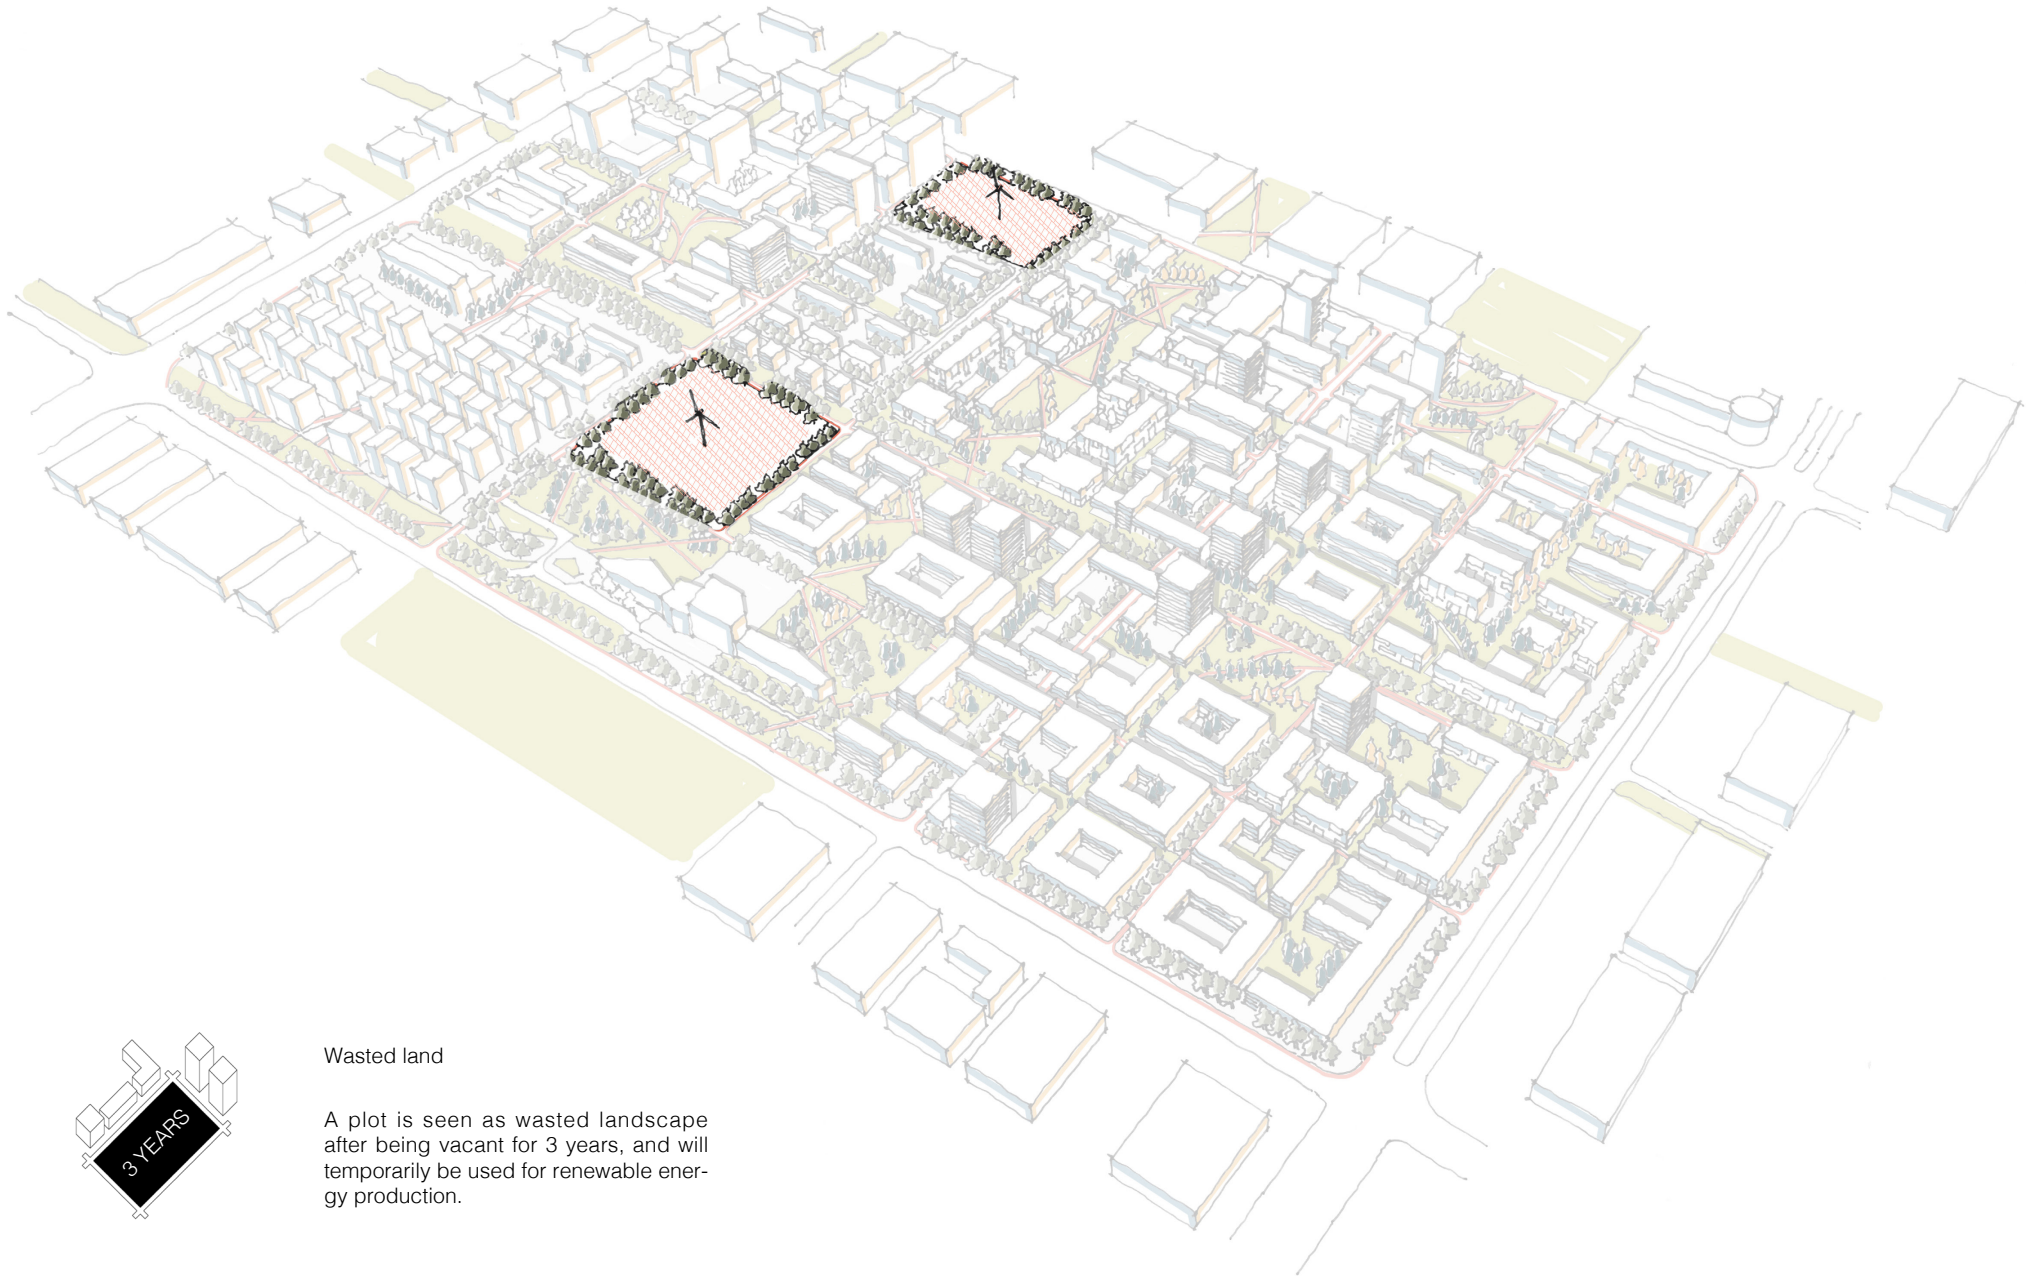 3 YEARS
Wasted land
A plot is seen as wasted landscape
after being vacant for 3 years, and will
temporarily be used for renewable ener-
gy production.